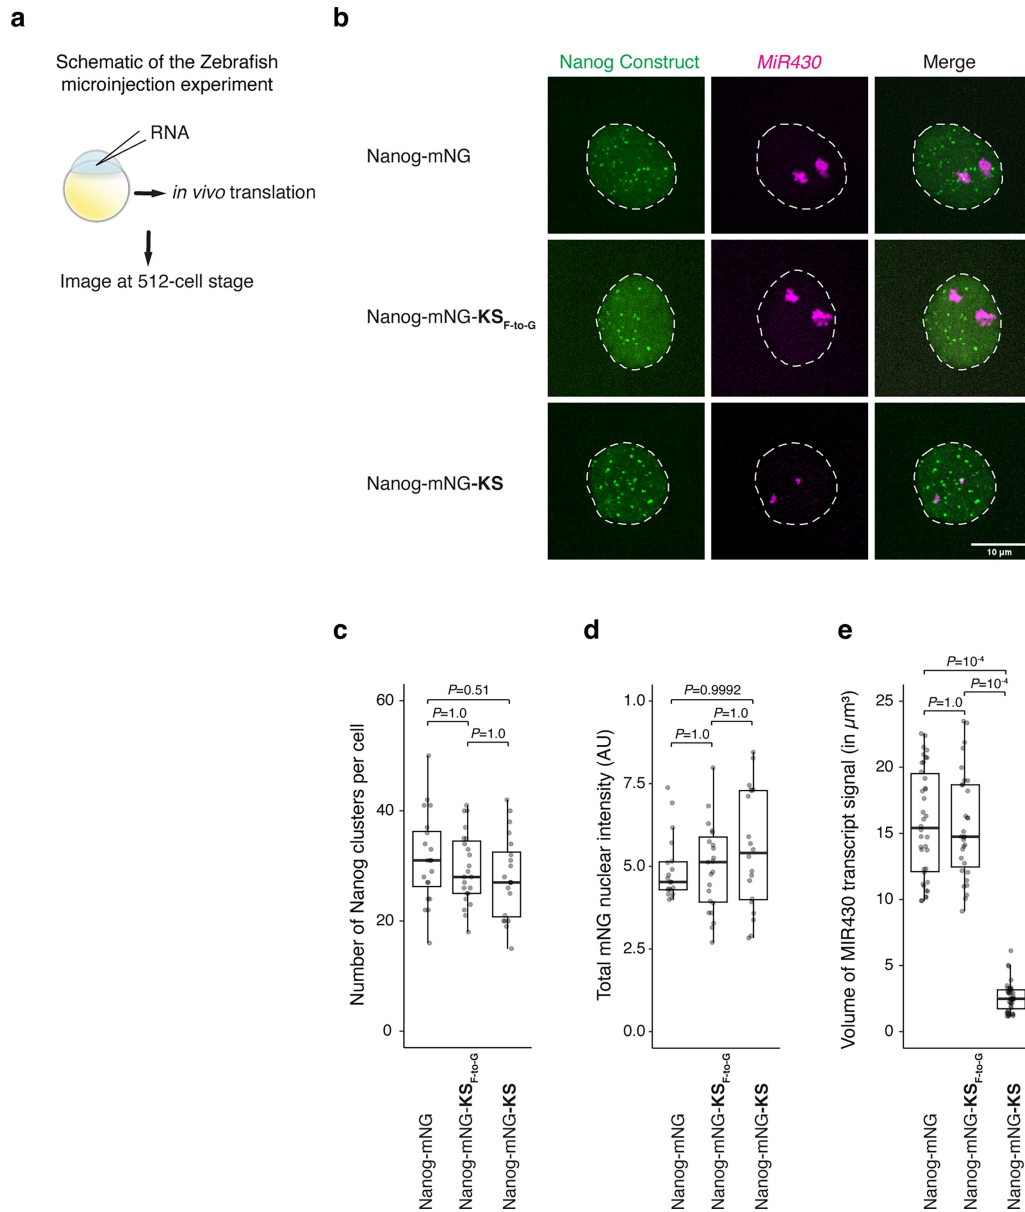 a
Schematic of the Zebrafish
microinjection experiment
RNA
in vivo translation
Image at 512-cell stage
b
Nanog Construct
MiR430
Merge
Nanog-mNG
Nanog-mNG-KS F-to-G
Nanog-mNG-KS
10 µm
c
Number of Nanog clusters per cell
60
40
20
0
P=0.51
P=1.0
P=1.0
Nanog-mNG
Nanog-mNG-KS F-to-G
Nanog-mNG-KS
d
Total mNG nuclear intensity (AU)
1.0
7.5
5.0
2.5
0.0
P=0.9992
P=1.0
P=1.0
Nanog-mNG
Nanog-mNG-KS F-to-G
Nanog-mNG-KS
e
Volume of MIR430 transcript signal (in µm³)
25
20
15
10
5
0
P=10⁻⁴
P=10⁻⁴
P=1.0
Nanog-mNG
Nanog-mNG-KS F-to-G
Nanog-mNG-KS